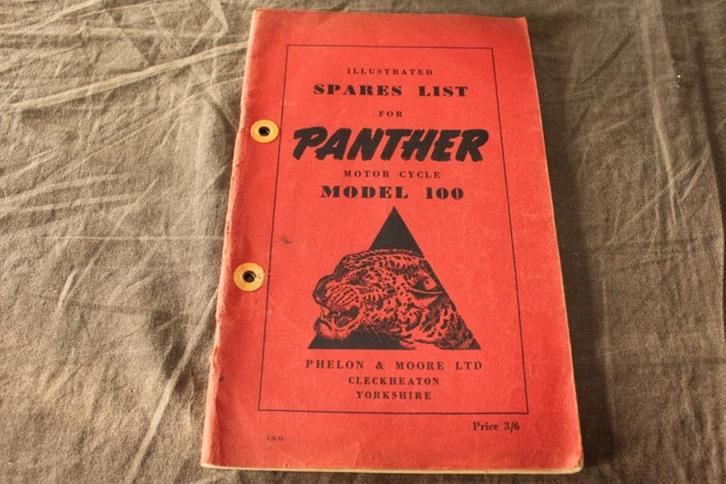 ILLUSTRATED
SPARES LIST
FOR
PANTHER
MOTOR CYCLE
MODEL 100
PHELON & MOORE LTD
CLECKHEATON
YORKSHIRE
Price 3/6